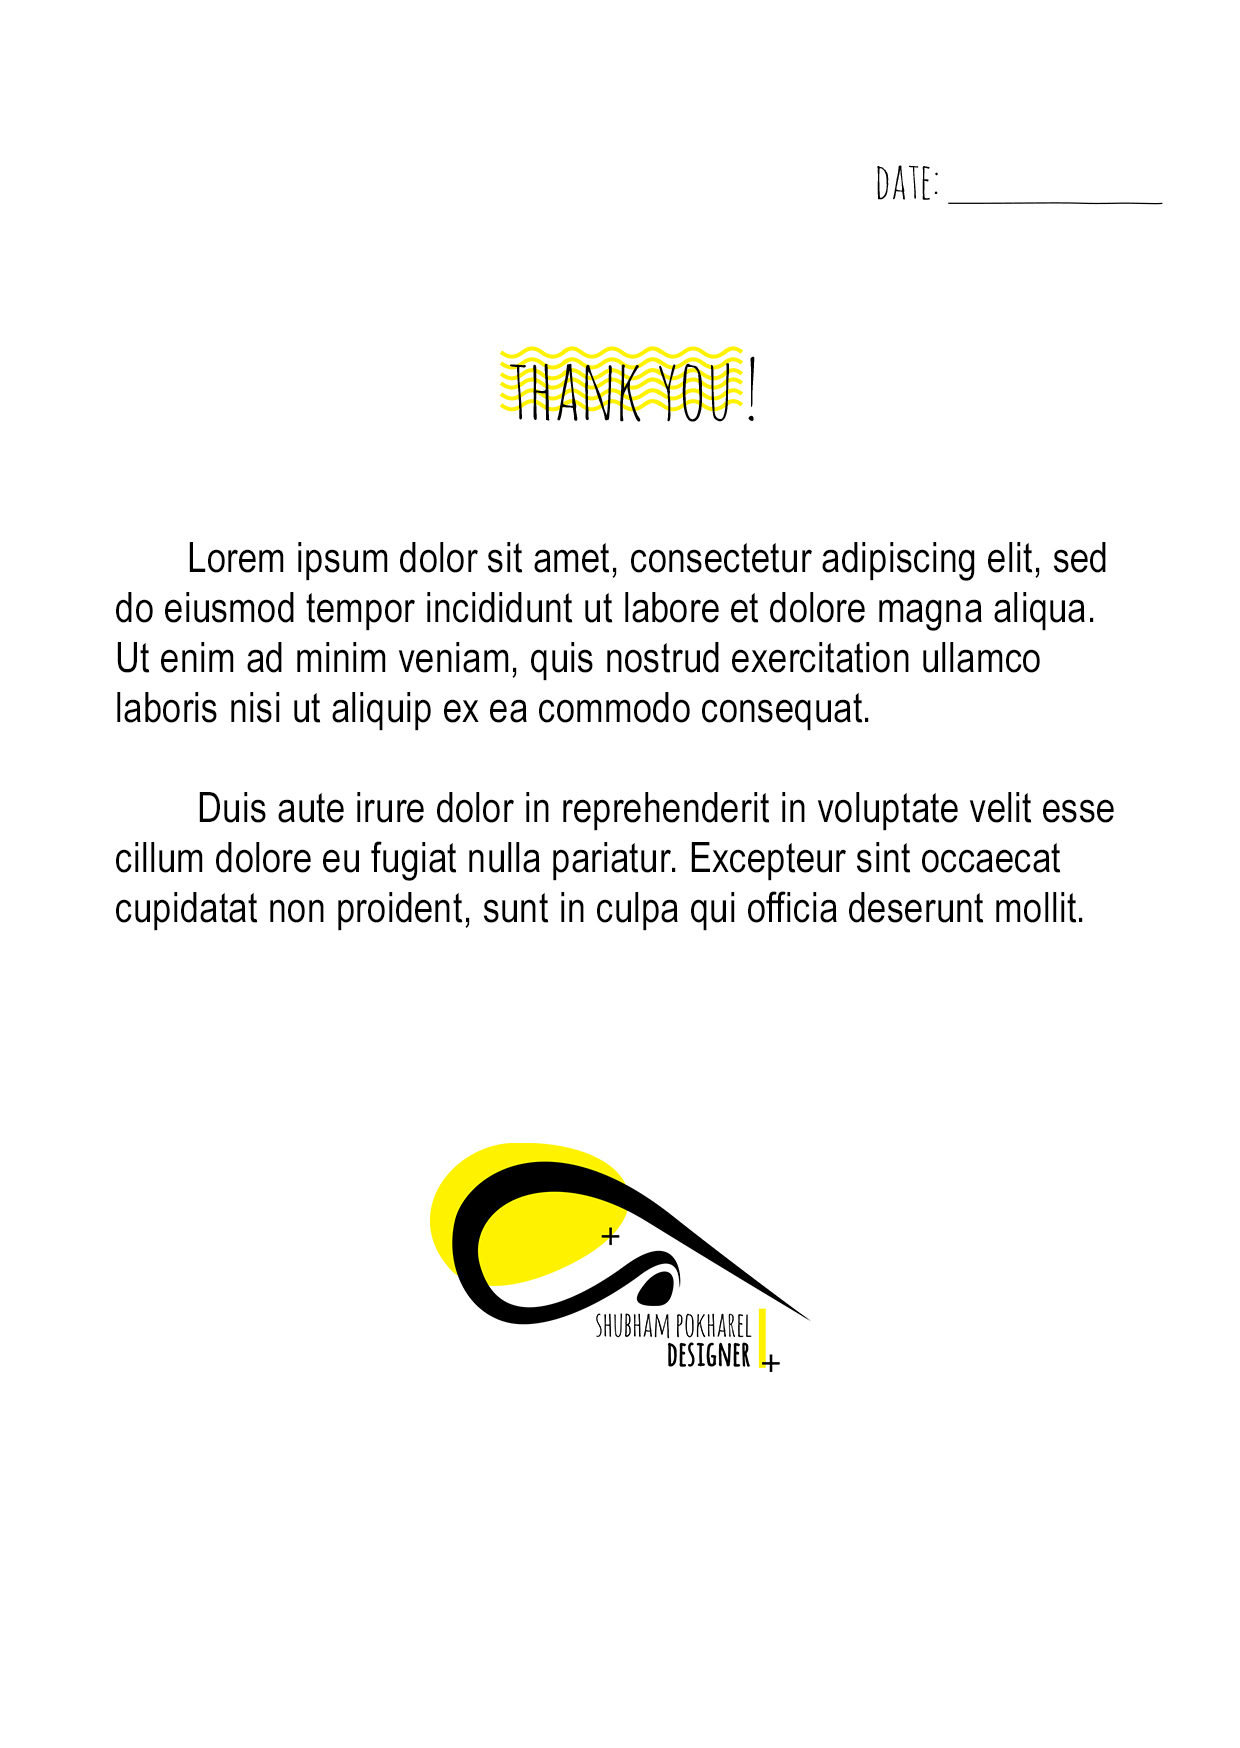 DATE: ______________
THANK YOU !
Lorem ipsum dolor sit amet, consectetur adipiscing elit, sed
do eiusmod tempor incididunt ut labore et dolore magna aliqua.
Ut enim ad minim veniam, quis nostrud exercitation ullamco
laboris nisi ut aliquip ex ea commodo consequat.
Duis aute irure dolor in reprehenderit in voluptate velit esse
cillum dolore eu fugiat nulla pariatur. Excepteur sint occaecat
cupidatat non proident, sunt in culpa qui officia deserunt mollit.
SHUBHAM POKHAREL
DESIGNER